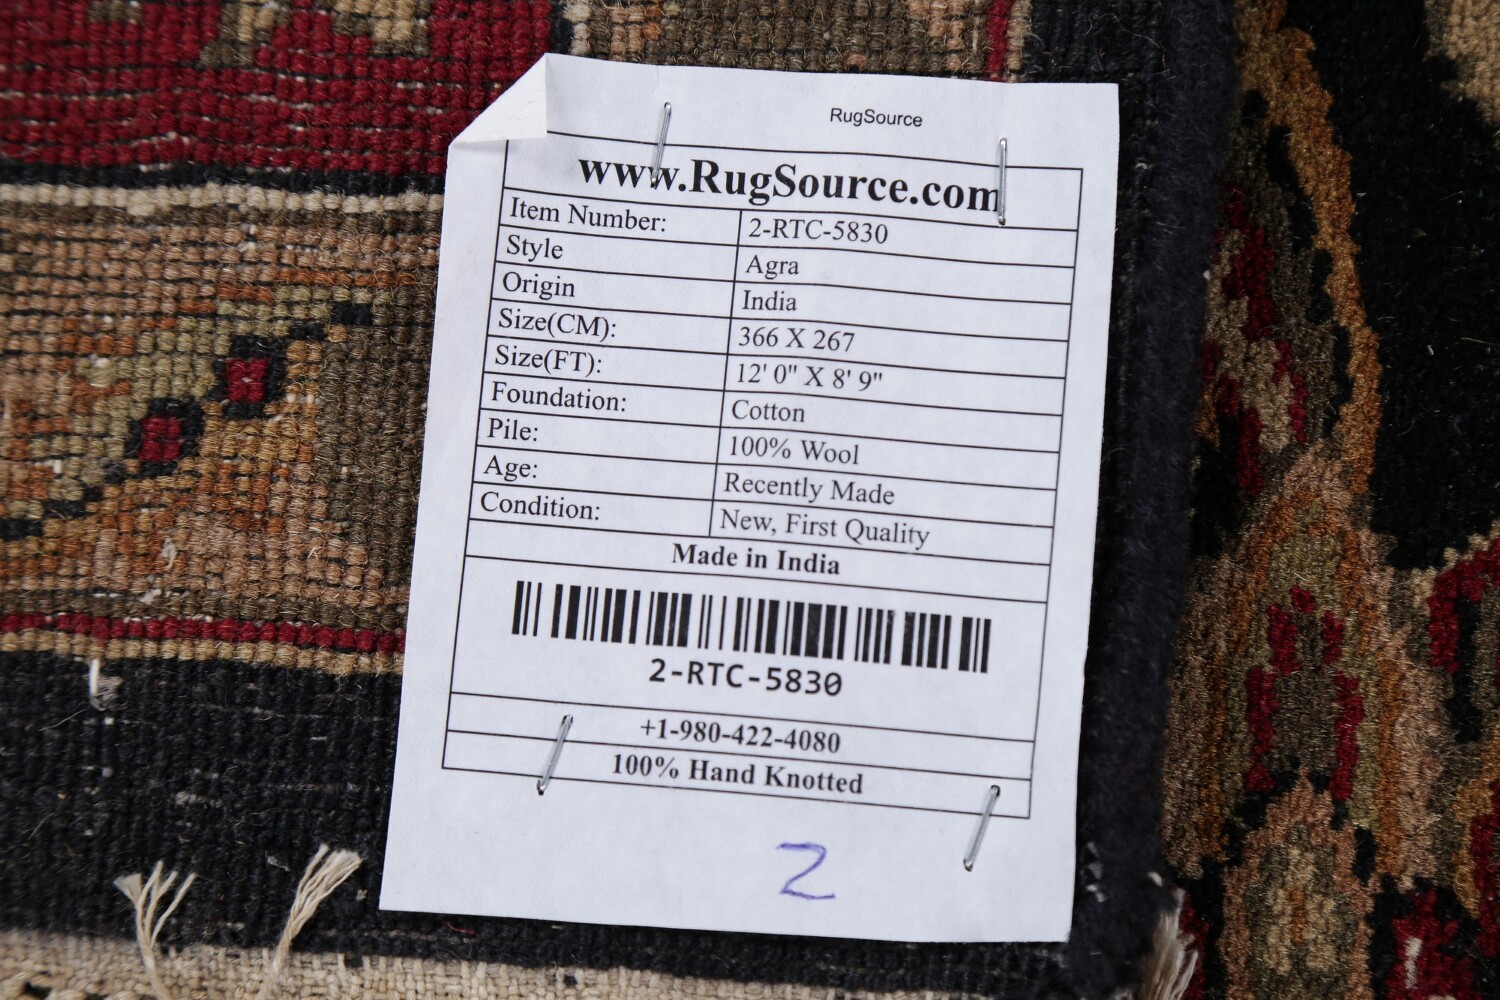 RugSource
www.RugSource.com
Item Number: 2-RTC-5830
Style Agra
Origin India
Size(CM): 366 X 267
Size(FT): 12' 0" X 8' 9"
Foundation: Cotton
Pile: 100% Wool
Age: Recently Made
Condition: New, First Quality
Made in India
2-RTC-5830
+1-980-422-4080
100% Hand Knotted
2